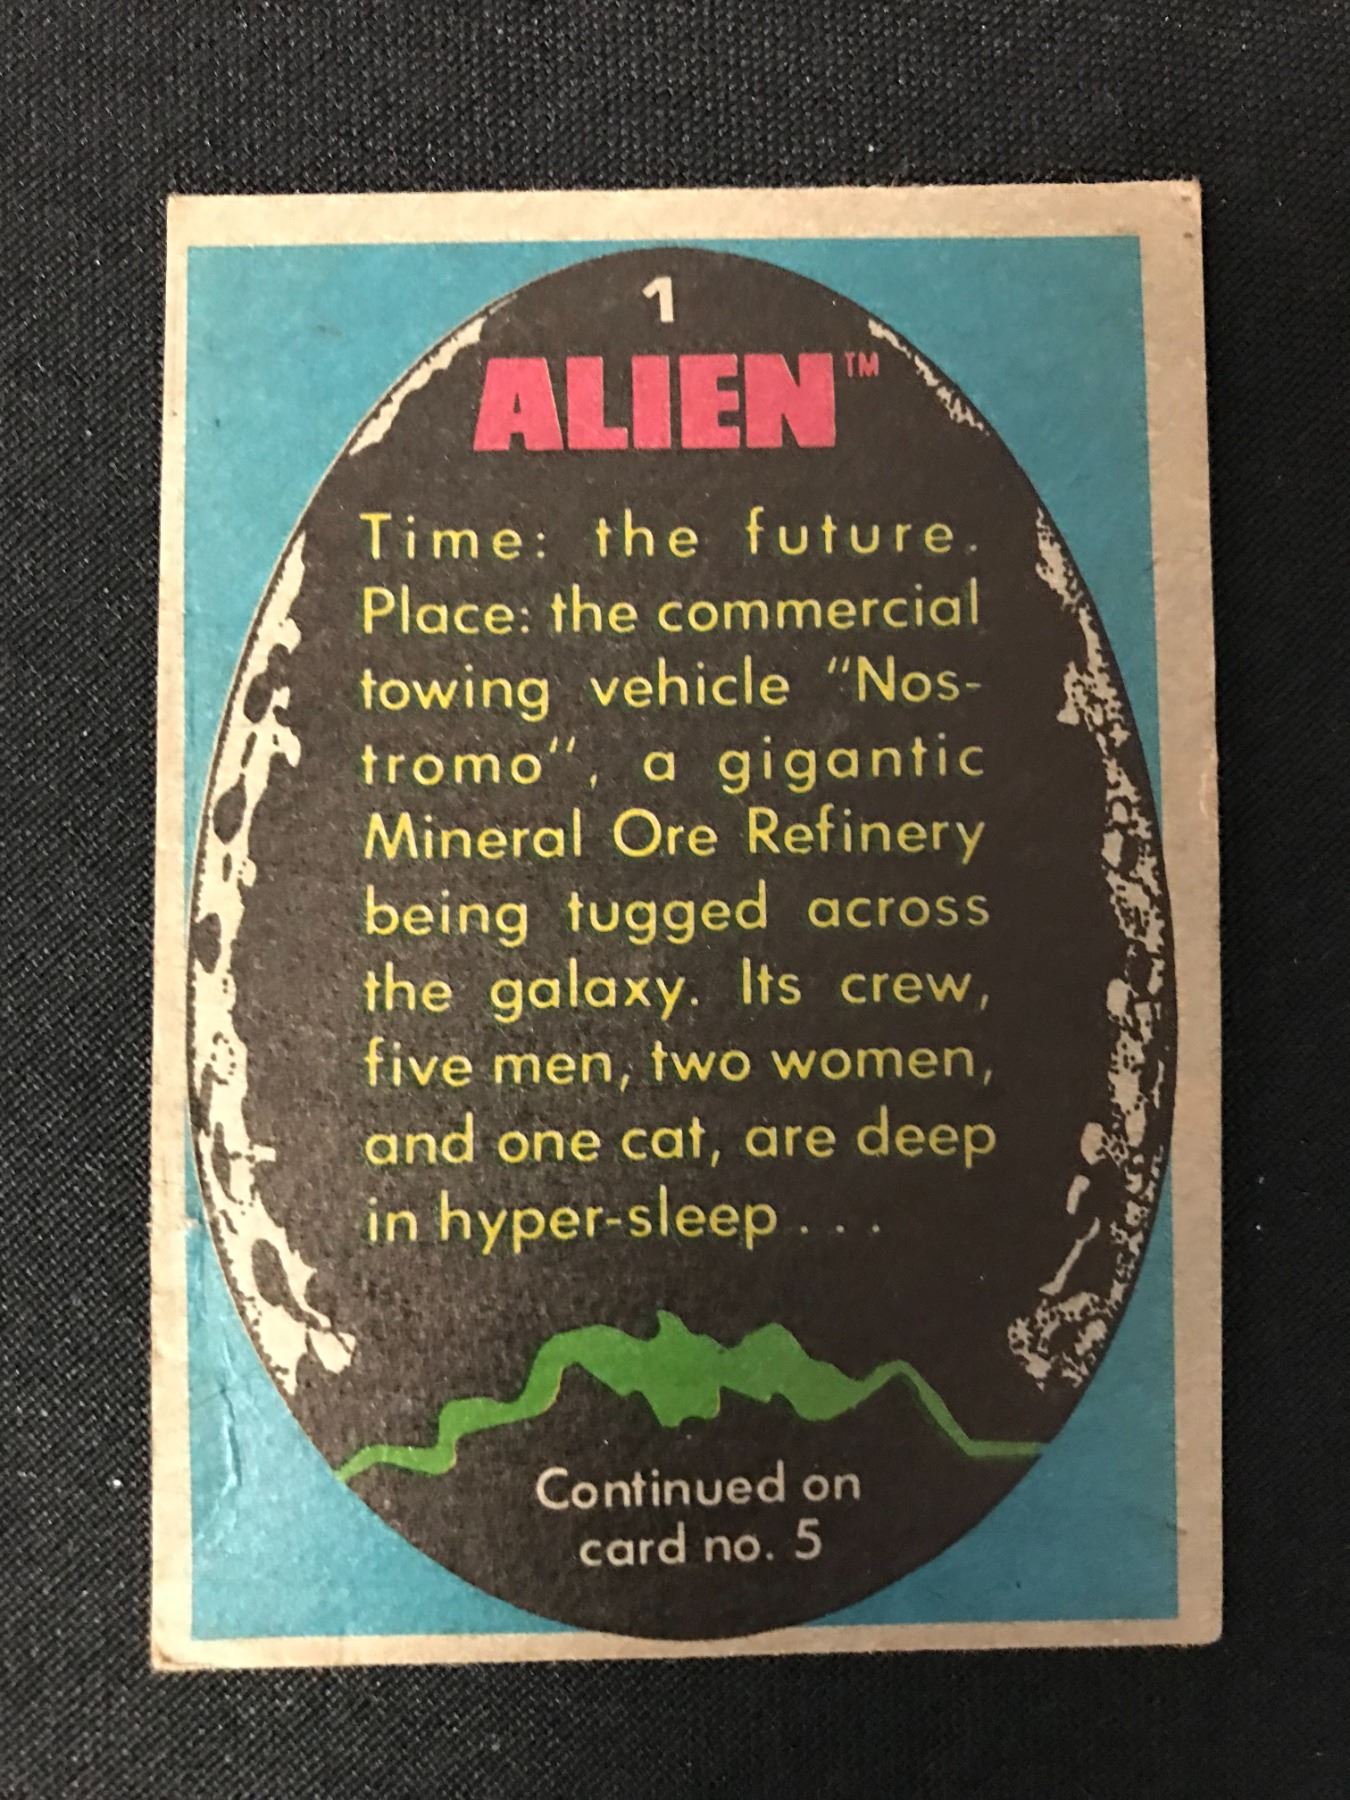 1
ALIEN™
Time: the future.
Place: the commercial
towing vehicle "Nos-
tromo", a gigantic
Mineral Ore Refinery
being tugged across
the galaxy. Its crew,
five men, two women,
and one cat, are deep
in hyper-sleep . . .
Continued on
card no. 5